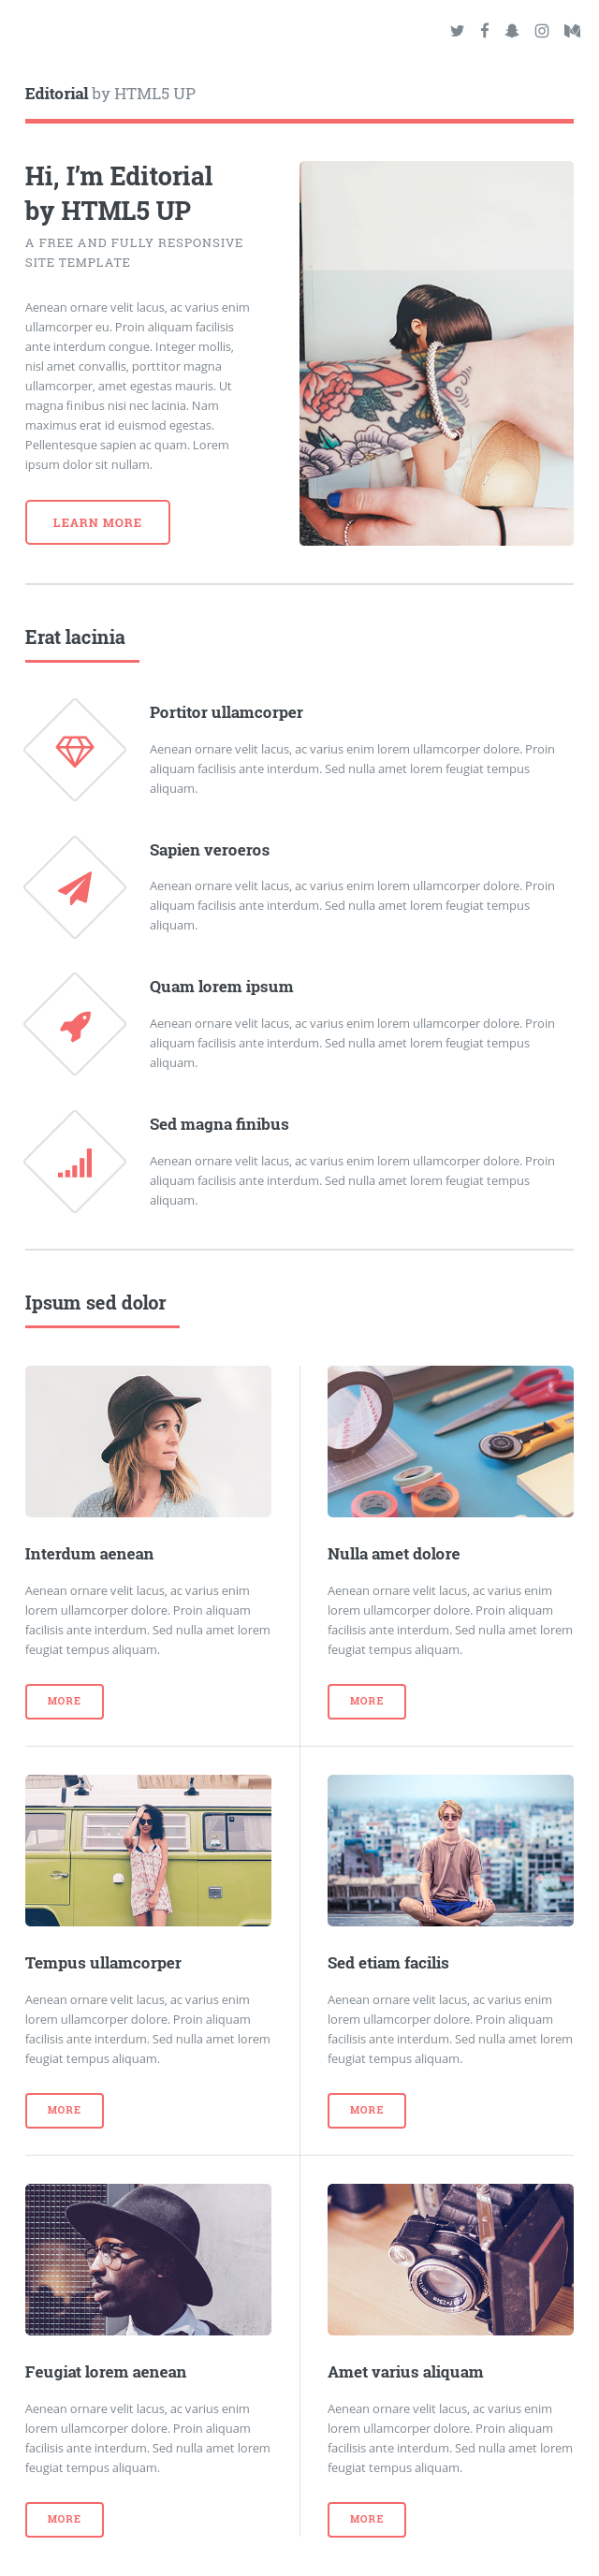 Editorial by HTML5 UP
Hi, I’m Editorial
by HTML5 UP
A FREE AND FULLY RESPONSIVE
SITE TEMPLATE
Aenean ornare velit lacus, ac varius enim
ullamcorper eu. Proin aliquam facilisis
ante interdum congue. Integer mollis,
nisl amet convallis, porttitor magna
ullamcorper, amet egestas mauris. Ut
magna finibus nisi nec lacinia. Nam
maximus erat id euismod egestas.
Pellentesque sapien ac quam. Lorem
ipsum dolor sit nullam.
LEARN MORE
Erat lacinia
Portitor ullamcorper
Aenean ornare velit lacus, ac varius enim lorem ullamcorper dolore. Proin
aliquam facilisis ante interdum. Sed nulla amet lorem feugiat tempus
aliquam.
Sapien veroeros
Aenean ornare velit lacus, ac varius enim lorem ullamcorper dolore. Proin
aliquam facilisis ante interdum. Sed nulla amet lorem feugiat tempus
aliquam.
Quam lorem ipsum
Aenean ornare velit lacus, ac varius enim lorem ullamcorper dolore. Proin
aliquam facilisis ante interdum. Sed nulla amet lorem feugiat tempus
aliquam.
Sed magna finibus
Aenean ornare velit lacus, ac varius enim lorem ullamcorper dolore. Proin
aliquam facilisis ante interdum. Sed nulla amet lorem feugiat tempus
aliquam.
Ipsum sed dolor
Interdum aenean
Aenean ornare velit lacus, ac varius enim
lorem ullamcorper dolore. Proin aliquam
facilisis ante interdum. Sed nulla amet lorem
feugiat tempus aliquam.
MORE
Nulla amet dolore
Aenean ornare velit lacus, ac varius enim
lorem ullamcorper dolore. Proin aliquam
facilisis ante interdum. Sed nulla amet lorem
feugiat tempus aliquam.
MORE
Tempus ullamcorper
Aenean ornare velit lacus, ac varius enim
lorem ullamcorper dolore. Proin aliquam
facilisis ante interdum. Sed nulla amet lorem
feugiat tempus aliquam.
MORE
Sed etiam facilis
Aenean ornare velit lacus, ac varius enim
lorem ullamcorper dolore. Proin aliquam
facilisis ante interdum. Sed nulla amet lorem
feugiat tempus aliquam.
MORE
Feugiat lorem aenean
Aenean ornare velit lacus, ac varius enim
lorem ullamcorper dolore. Proin aliquam
facilisis ante interdum. Sed nulla amet lorem
feugiat tempus aliquam.
MORE
Amet varius aliquam
Aenean ornare velit lacus, ac varius enim
lorem ullamcorper dolore. Proin aliquam
facilisis ante interdum. Sed nulla amet lorem
feugiat tempus aliquam.
MORE